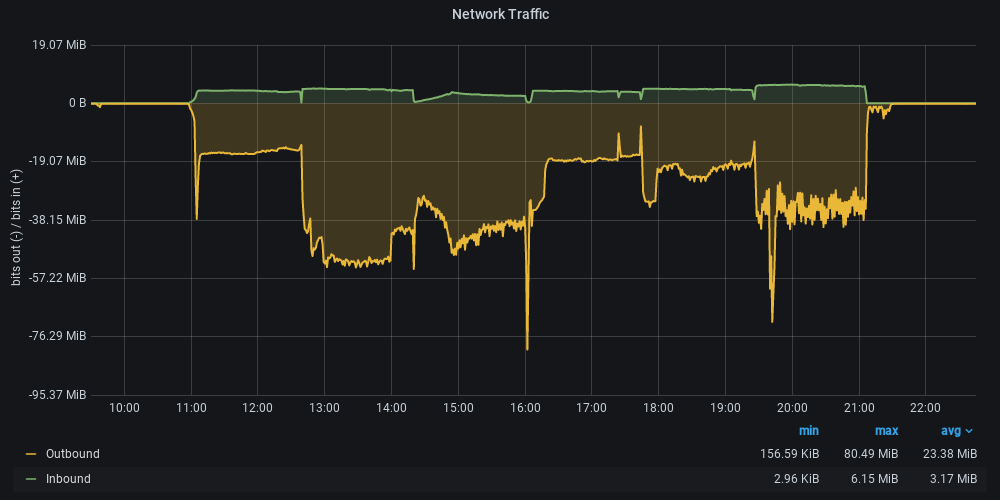 Network Traffic
bits out (-) / bits in (+)
19.07 MiB
0 B
-19.07 MiB
-38.15 MiB
-57.22 MiB
-76.29 MiB
-95.37 MiB
10:00 11:00 12:00 13:00 14:00 15:00 16:00 17:00 18:00 19:00 20:00 21:00 22:00
min max avg
Outbound 156.59 KiB 80.49 MiB 23.38 MiB
Inbound 2.96 KiB 6.15 MiB 3.17 MiB